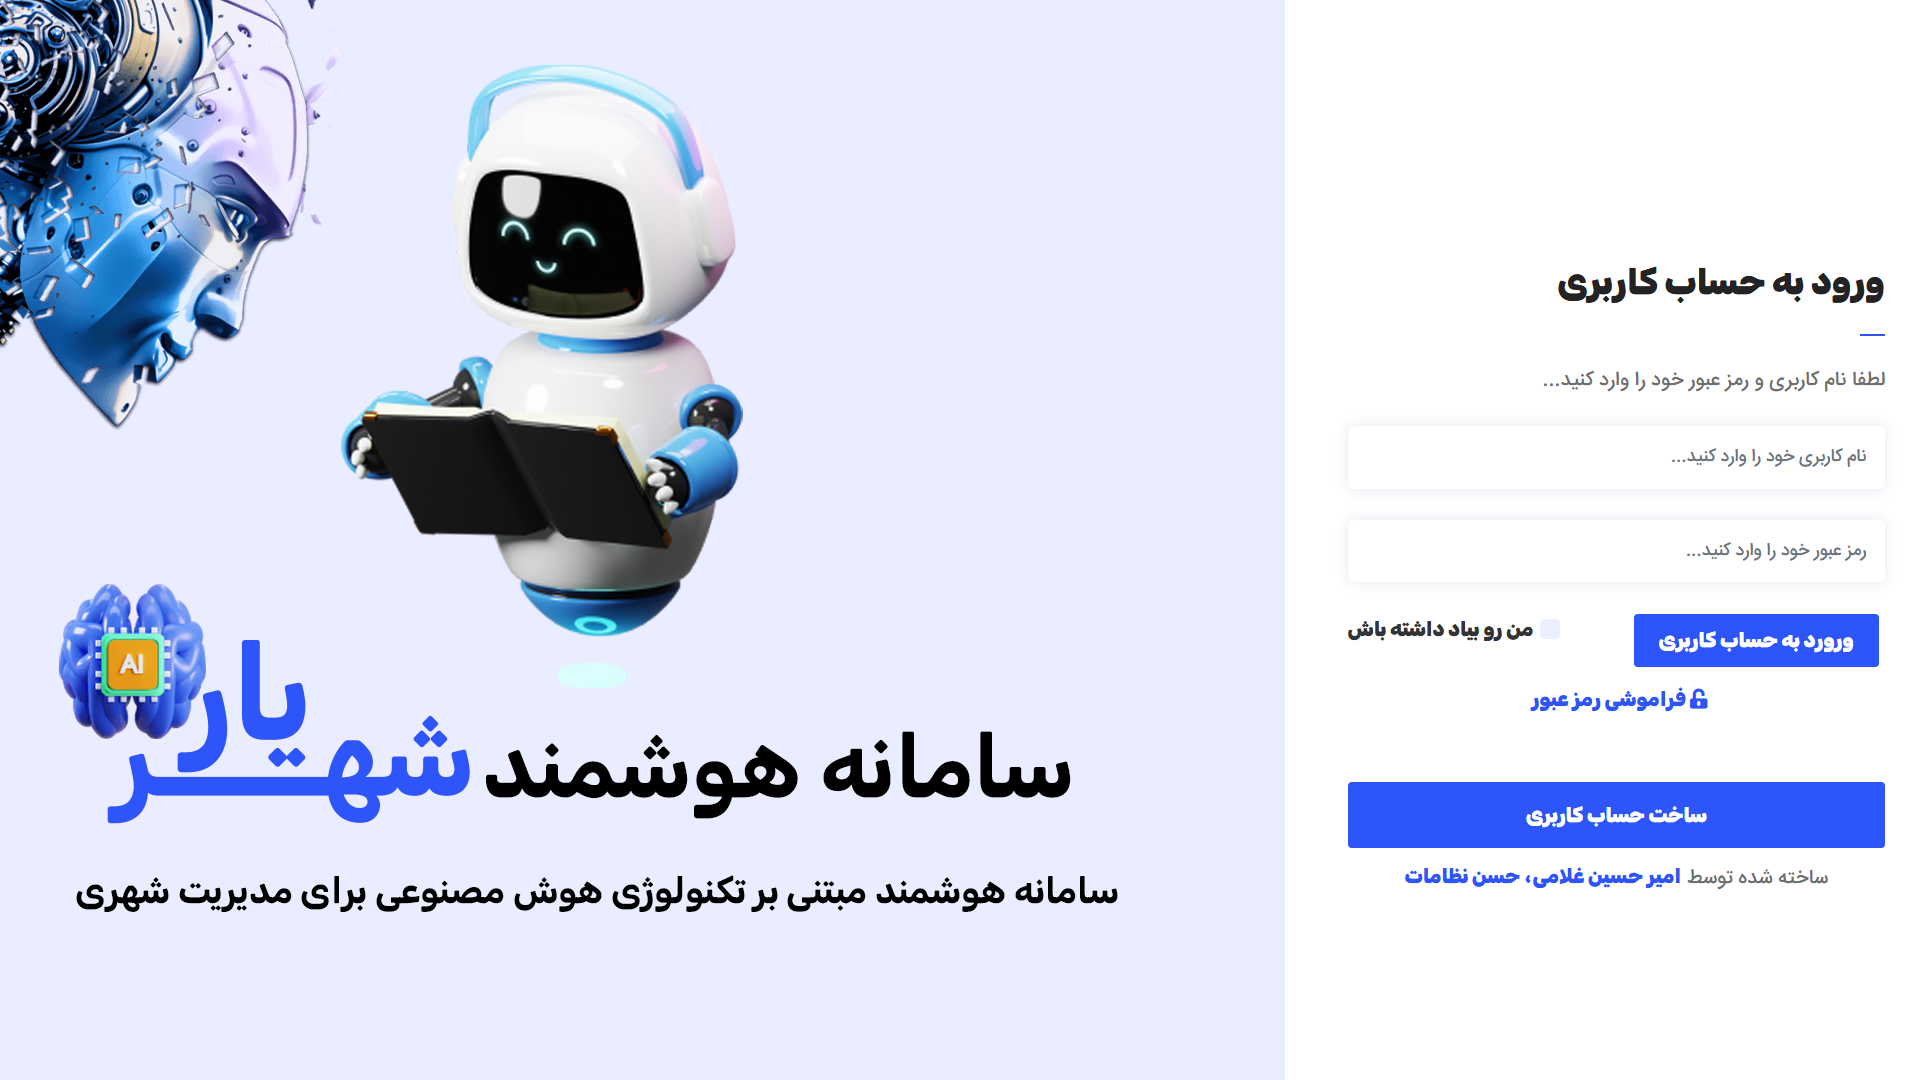 ورود به حساب کاربری
لطفا نام کاربری و رمز عبور خود را وارد کنید...
نام کاربری خود را وارد کنید...
رمز عبور خود را وارد کنید...
ورورد به حساب کاربری
من رو بیاد داشته باش
فراموشی رمز عبور
ساخت حساب کاربری
ساخته شده توسط امیر حسین غلامی، حسن نظامات
AI
سامانه هوشمند شهریار
سامانه هوشمند مبتنی بر تکنولوژی هوش مصنوعی برای مدیریت شهری